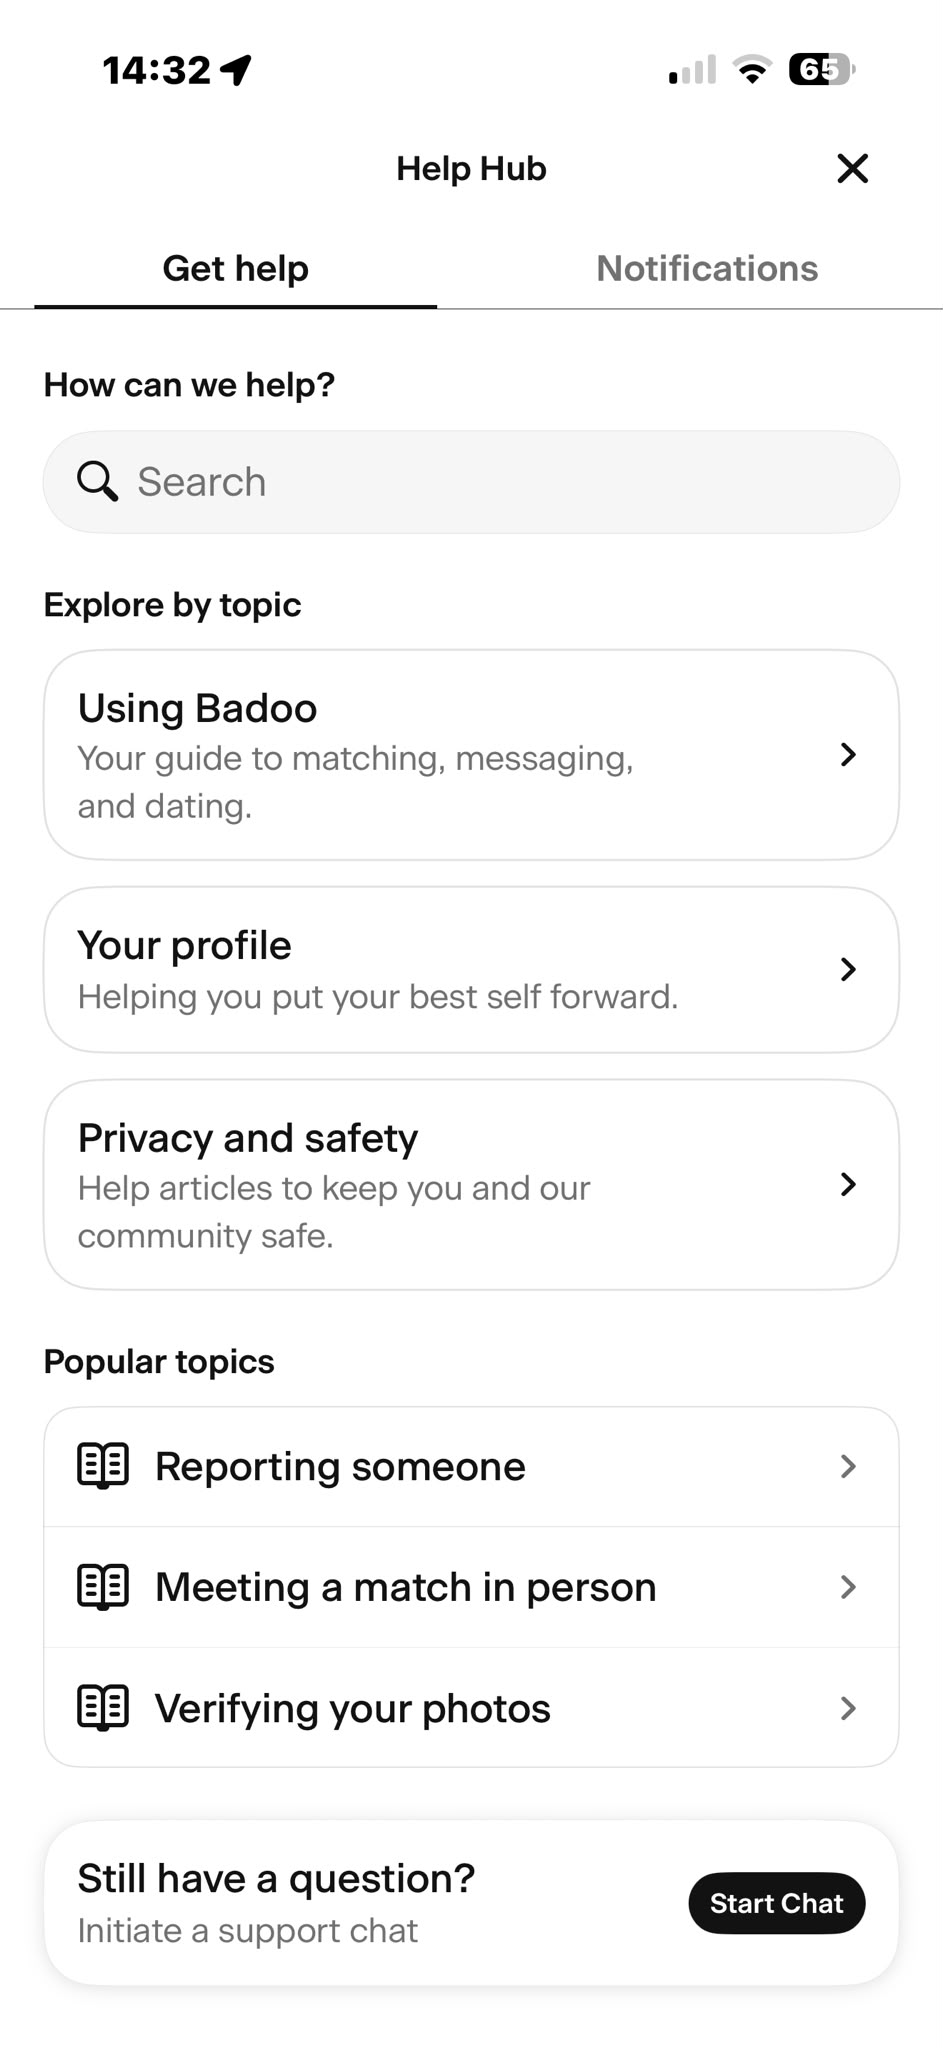 14:32
65
Help Hub
Get help
Notifications
How can we help?
Search
Explore by topic
Using Badoo
Your guide to matching, messaging,
and dating.
Your profile
Helping you put your best self forward.
Privacy and safety
Help articles to keep you and our
community safe.
Popular topics
Reporting someone
Meeting a match in person
Verifying your photos
Still have a question?
Initiate a support chat
Start Chat